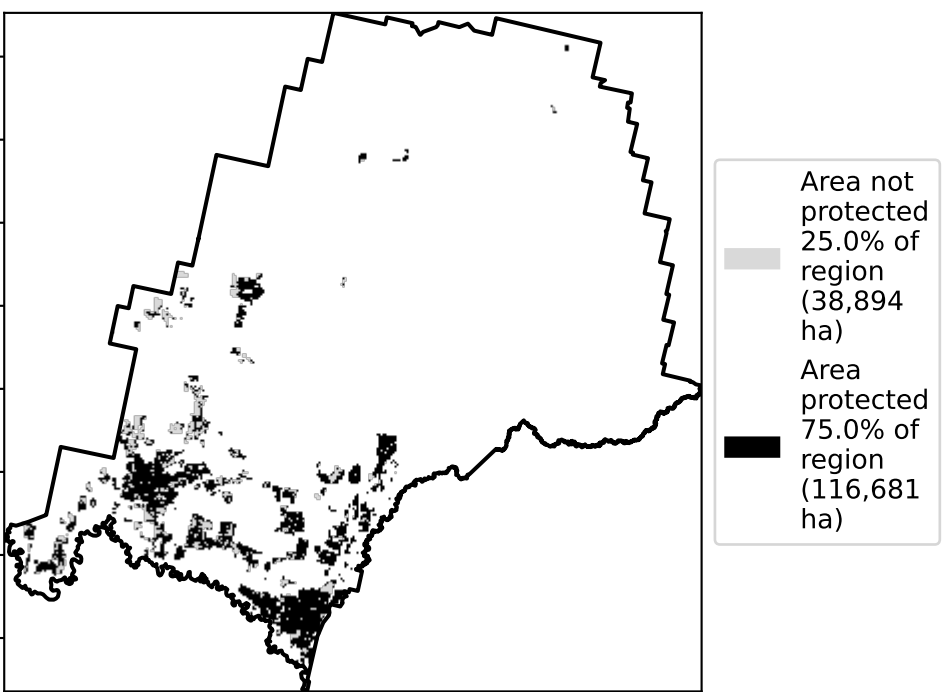 Area not
protected
25.0% of
region
(38,894
ha)
Area
protected
75.0% of
region
(116,681
ha)